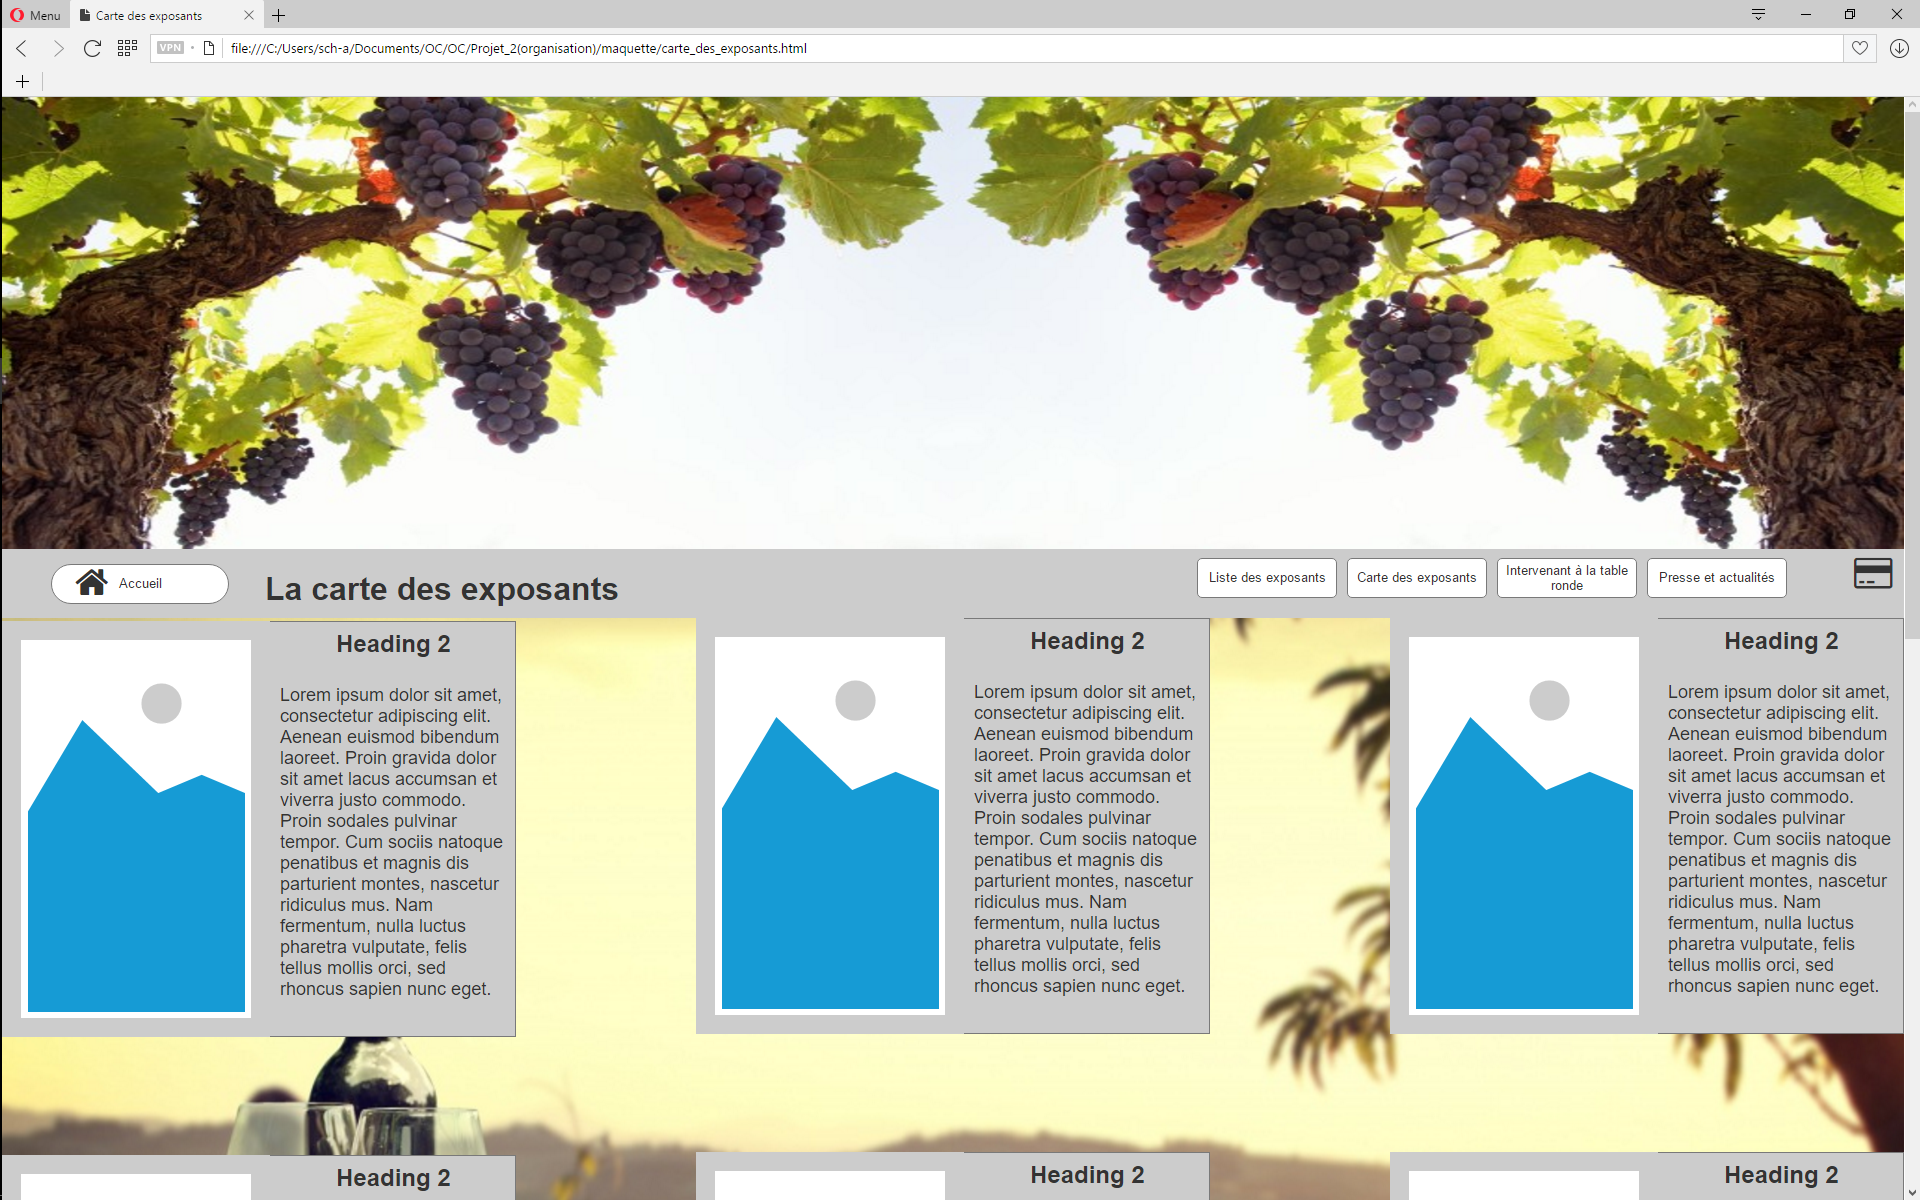 Menu
Carte des exposants
VPN
file:///C:/Users/sch-a/Documents/OC/OC/Projet_2(organisation)/maquette/carte_des_exposants.html
Accueil
La carte des exposants
Liste des exposants
Carte des exposants
Intervenant à la table
ronde
Presse et actualités
Heading 2
Lorem ipsum dolor sit amet,
consectetur adipiscing elit.
Aenean euismod bibendum
laoreet. Proin gravida dolor
sit amet lacus accumsan et
viverra justo commodo.
Proin sodales pulvinar
tempor. Cum sociis natoque
penatibus et magnis dis
parturient montes, nascetur
ridiculus mus. Nam
fermentum, nulla luctus
pharetra vulputate, felis
tellus mollis orci, sed
rhoncus sapien nunc eget.
Heading 2
Lorem ipsum dolor sit amet,
consectetur adipiscing elit.
Aenean euismod bibendum
laoreet. Proin gravida dolor
sit amet lacus accumsan et
viverra justo commodo.
Proin sodales pulvinar
tempor. Cum sociis natoque
penatibus et magnis dis
parturient montes, nascetur
ridiculus mus. Nam
fermentum, nulla luctus
pharetra vulputate, felis
tellus mollis orci, sed
rhoncus sapien nunc eget.
Heading 2
Lorem ipsum dolor sit amet,
consectetur adipiscing elit.
Aenean euismod bibendum
laoreet. Proin gravida dolor
sit amet lacus accumsan et
viverra justo commodo.
Proin sodales pulvinar
tempor. Cum sociis natoque
penatibus et magnis dis
parturient montes, nascetur
ridiculus mus. Nam
fermentum, nulla luctus
pharetra vulputate, felis
tellus mollis orci, sed
rhoncus sapien nunc eget.
Heading 2
Heading 2
Heading 2